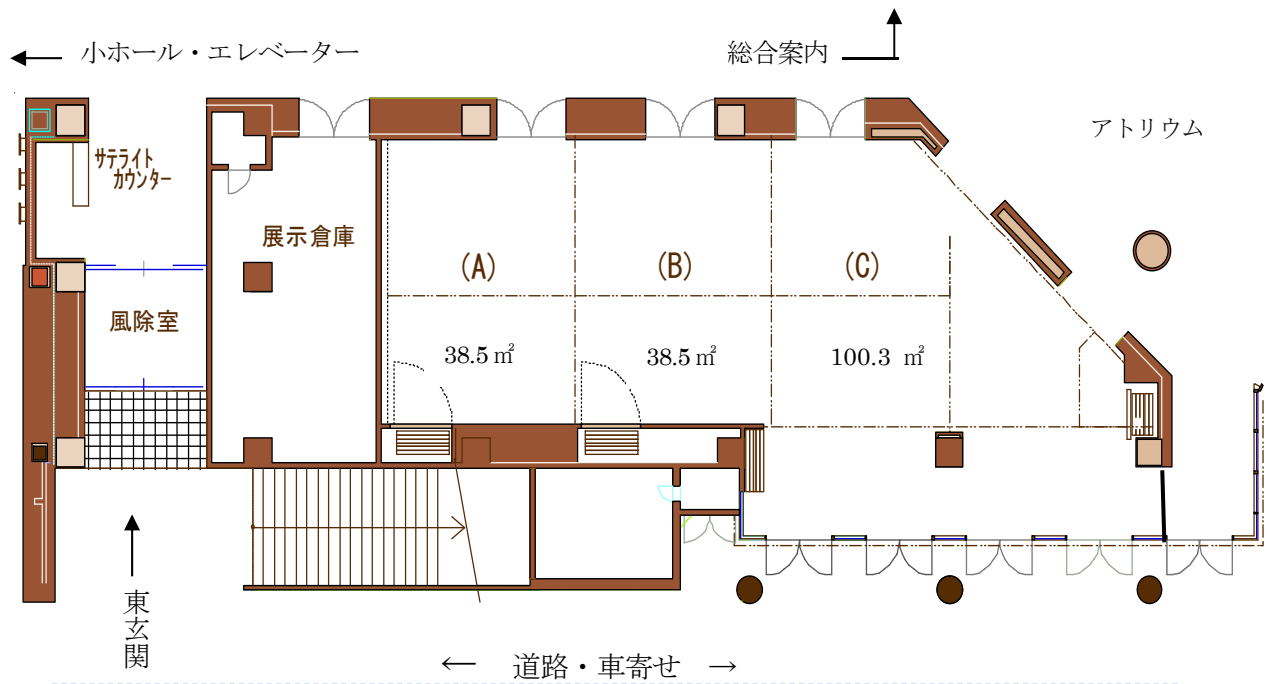 小ホール・エレベーター
総合案内
アトリウム
サテライト
カウンター
展示倉庫
(A)
(B)
(C)
風除室
38.5㎡
38.5㎡
100.3 ㎡
東玄関
← 道路・車寄せ →